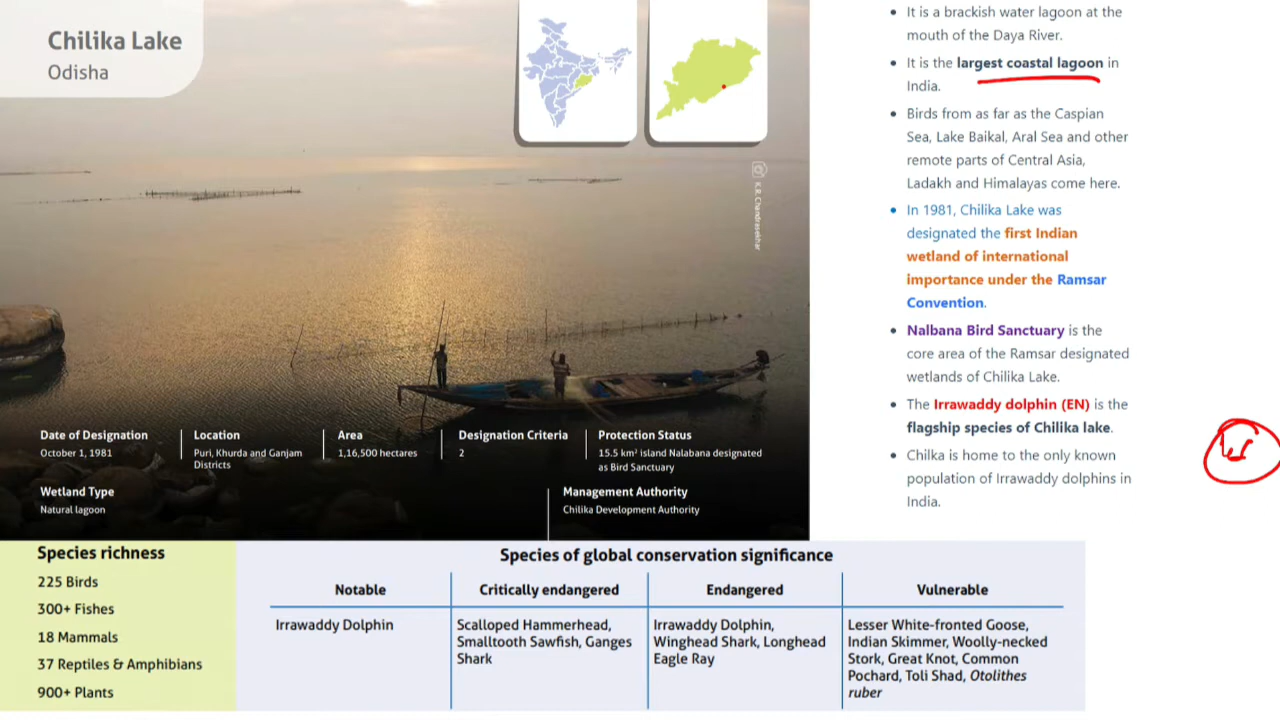 Chilika Lake
Odisha
K.R.Chandrasekhar
Date of Designation
October 1, 1981
Location
Puri, Khurda and Ganjam
Districts
Area
1,16,500 hectares
Designation Criteria
2
Protection Status
15.5 km² island Nalabana designated
as Bird Sanctuary
Wetland Type
Natural lagoon
Management Authority
Chilika Development Authority
• It is a brackish water lagoon at the
mouth of the Daya River.
• It is the largest coastal lagoon in
India.
• Birds from as far as the Caspian
Sea, Lake Baikal, Aral Sea and other
remote parts of Central Asia,
Ladakh and Himalayas come here.
• In 1981, Chilika Lake was
designated the first Indian
wetland of international
importance under the Ramsar
Convention.
• Nalbana Bird Sanctuary is the
core area of the Ramsar designated
wetlands of Chilika Lake.
• The Irrawaddy dolphin (EN) is the
flagship species of Chilika lake.
• Chilka is home to the only known
population of Irrawaddy dolphins in
India.
Species richness
225 Birds
300+ Fishes
18 Mammals
37 Reptiles & Amphibians
900+ Plants
Species of global conservation significance
Notable
Critically endangered
Endangered
Vulnerable
Irrawaddy Dolphin
Scalloped Hammerhead,
Smalltooth Sawfish, Ganges
Shark
Irrawaddy Dolphin,
Winghead Shark, Longhead
Eagle Ray
Lesser White-fronted Goose,
Indian Skimmer, Woolly-necked
Stork, Great Knot, Common
Pochard, Toli Shad, Otolithes
ruber